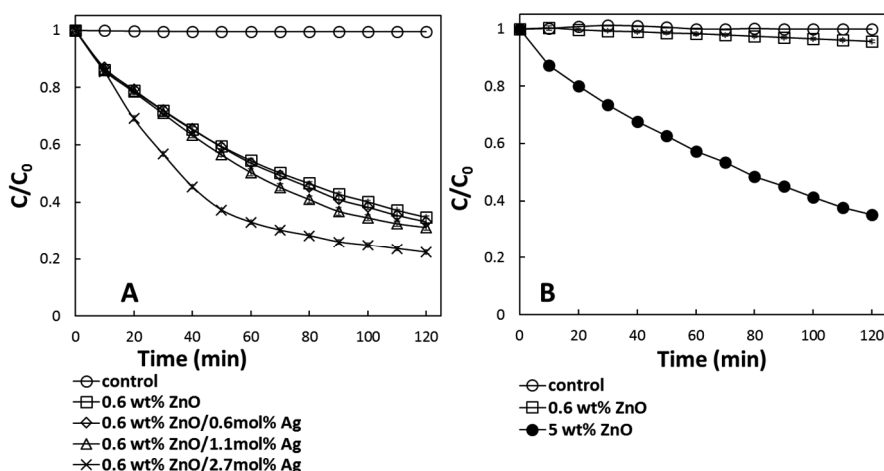 1
0.8
0.6
0.4
0.2
0
C/C0
A
0 20 40 60 80 100 120
Time (min)
control
0.6 wt% ZnO
0.6 wt% ZnO/0.6mol% Ag
0.6 wt% ZnO/1.1mol% Ag
0.6 wt% ZnO/2.7mol% Ag
1
0.8
0.6
0.4
0.2
0
C/C0
B
0 20 40 60 80 100 120
Time (min)
control
0.6 wt% ZnO
5 wt% ZnO